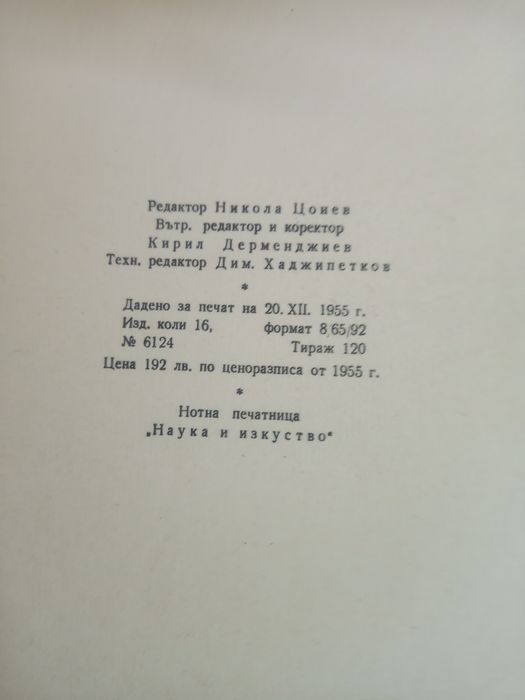 Редактор Никола Цонев
Вътр. редактор и коректор
Кирил Дерменджиев
Техн. редактор Дим. Хаджипетков
*
Дадено за печат на 20. XII. 1955 г.
Изд. коли 16, формат 8,65/92
№ 6124 Тираж 120
Цена 192 лв. по ценоразписа от 1955 г.
*
Нотна печатница
„Наука и изкуство“